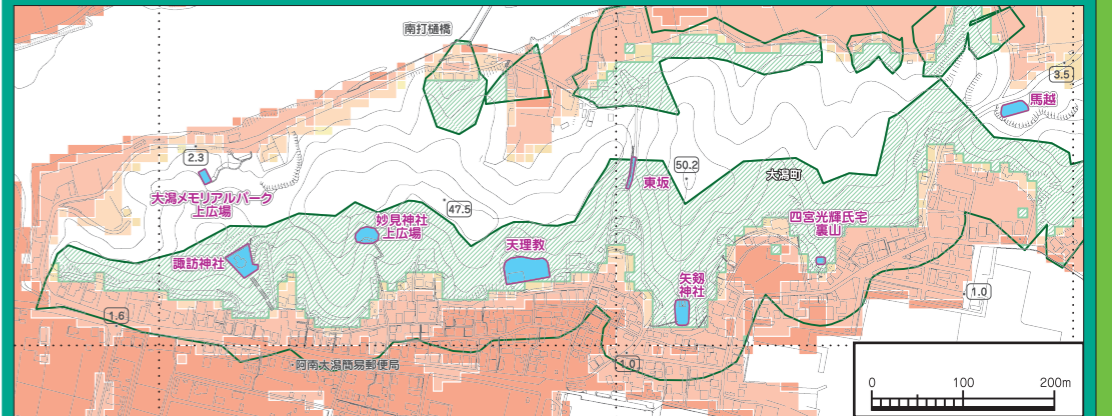 南打樋橋
3.5
馬越
2.3
50.2
大潟町
東坂
大潟メモリアルパーク
上広場
47.5
妙見神社
上広場
四宮光輝氏宅
裏山
天理教
諏訪神社
矢剱
神社
1.0
1.6
1.0
阿南大潟簡易郵便局
0 100 200m